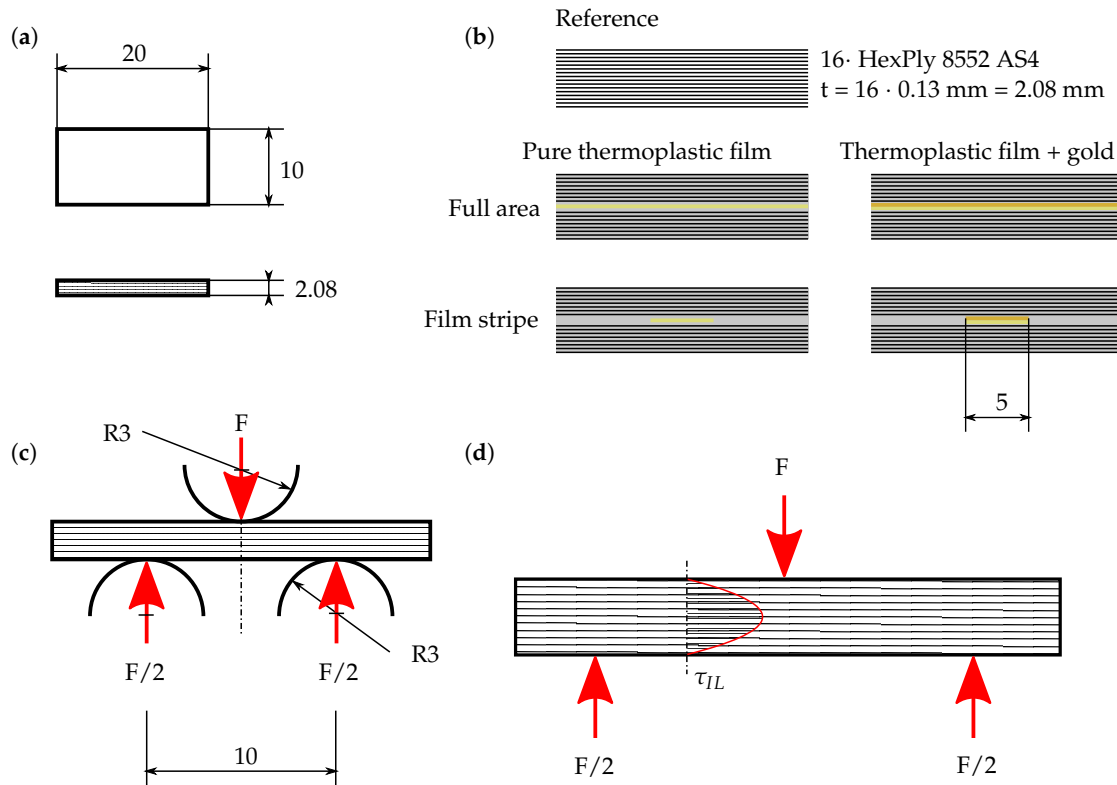 (a)
20
10
2.08
(b)
Reference
16· HexPly 8552 AS4
t = 16 · 0.13 mm = 2.08 mm
Pure thermoplastic film
Thermoplastic film + gold
Full area
Film stripe
5
(c)
F
R3
R3
F/2
F/2
10
(d)
F
τ_IL
F/2
F/2